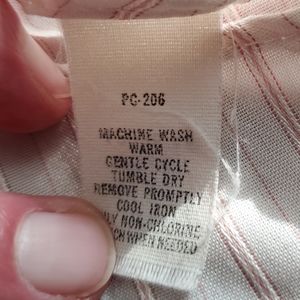 PC-206
MACHINE WASH
WARM
GENTLE CYCLE
TUMBLE DRY
REMOVE PROMPTLY
COOL IRON
NON-CHLORINE
WHEN NEEDED